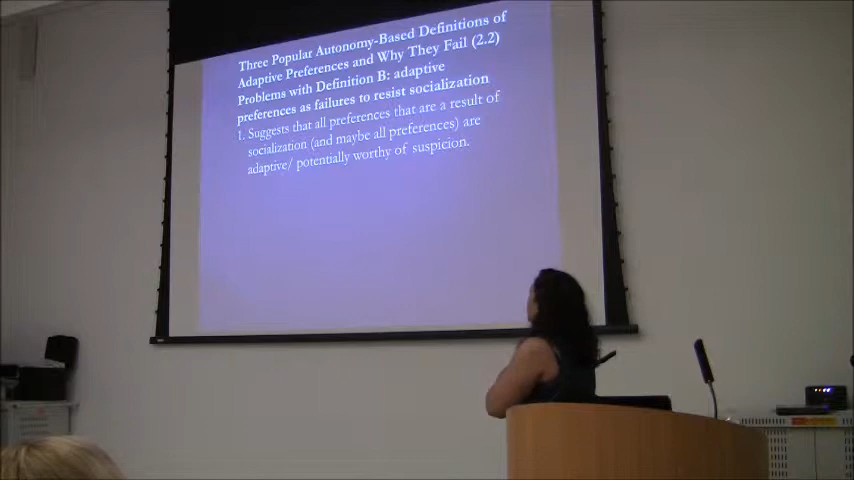 Three Popular Autonomy-Based Definitions of
Adaptive Preferences and Why They Fail (2.2)
Problems with Definition B: adaptive
preferences as failures to resist socialization
1. Suggests that all preferences that are a result of
socialization (and maybe all preferences) are
adaptive/ potentially worthy of suspicion.